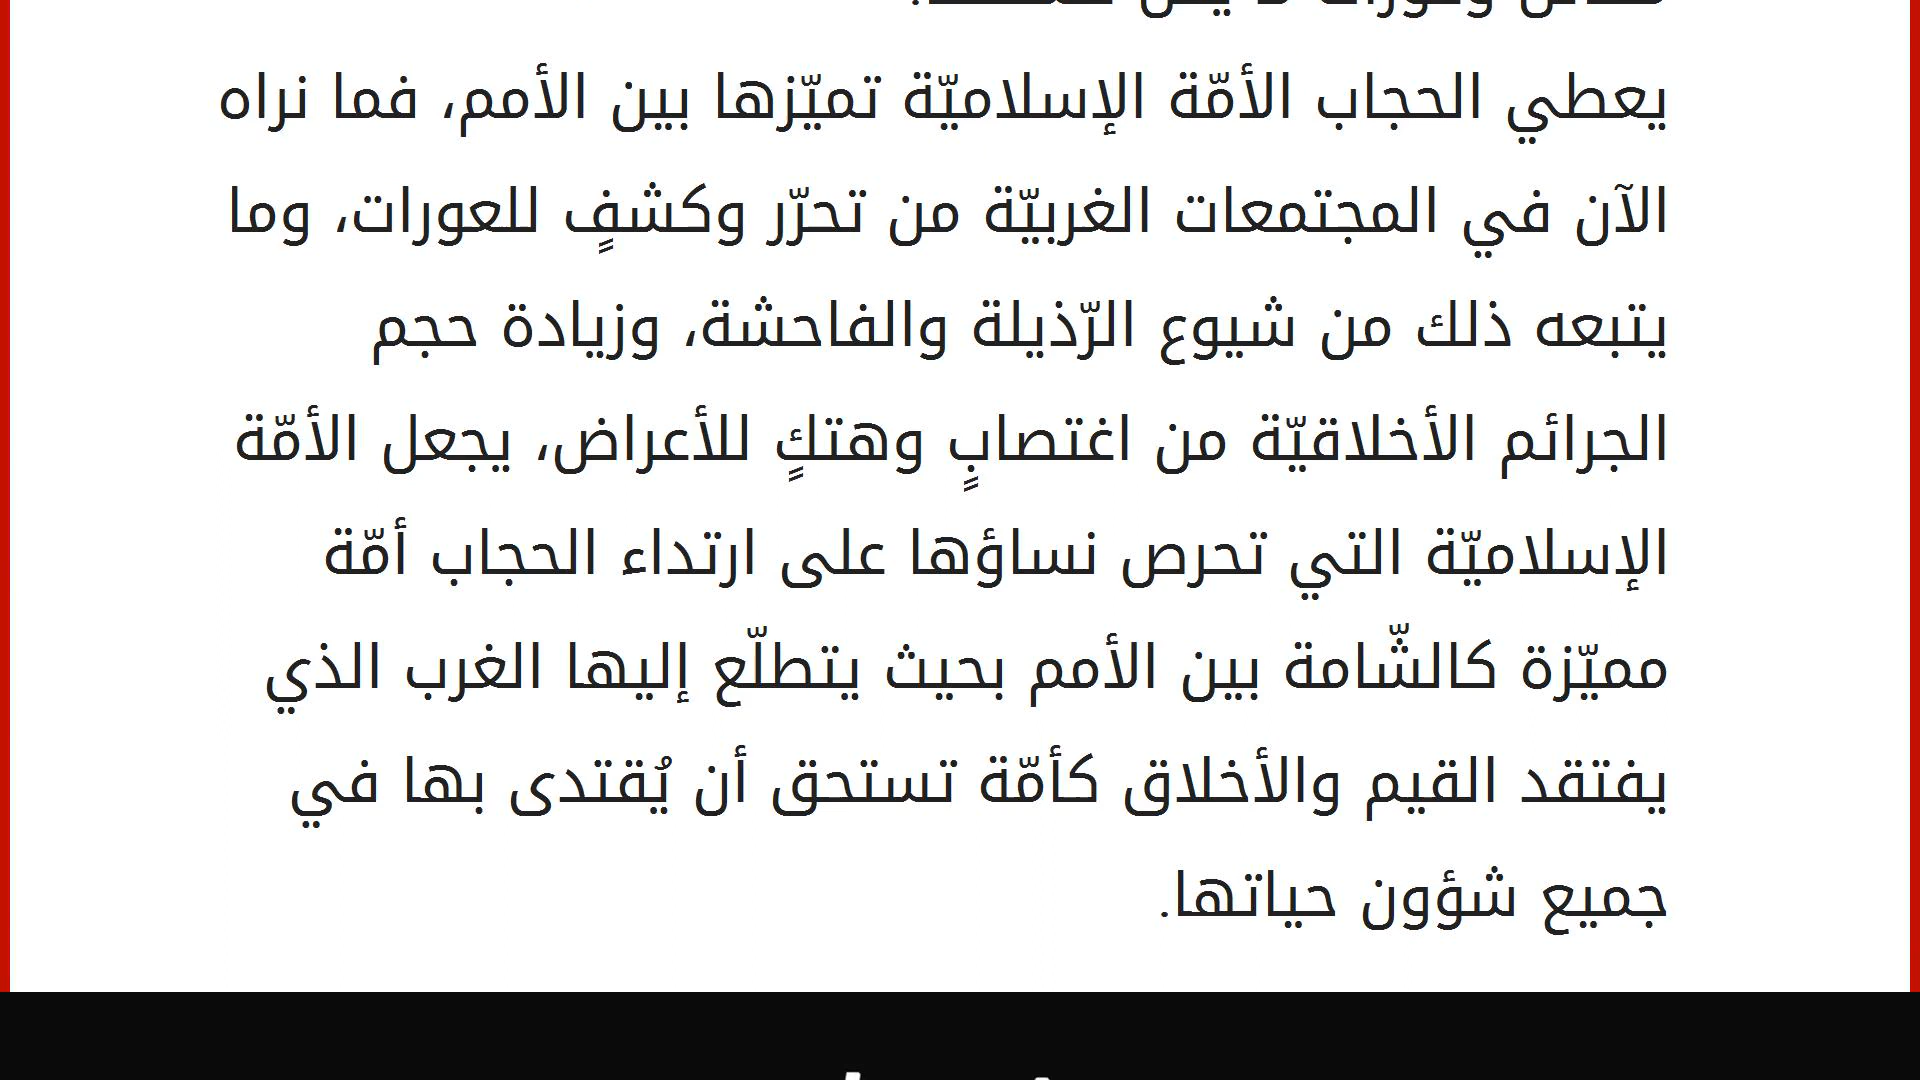 يعطي الحجاب الأمّة الإسلاميّة تميّزها بين الأمم، فما نراه
الآن في المجتمعات الغربيّة من تحرّر وكشفٍ للعورات، وما
يتبعه ذلك من شيوع الرّذيلة والفاحشة، وزيادة حجم
الجرائم الأخلاقيّة من اغتصابٍ وهتكٍ للأعراض، يجعل الأمّة
الإسلاميّة التي تحرص نساؤها على ارتداء الحجاب أمّة
مميّزة كالشّامة بين الأمم بحيث يتطلّع إليها الغرب الذي
يفتقد القيم والأخلاق كأمّة تستحق أن يُقتدى بها في
جميع شؤون حياتها.